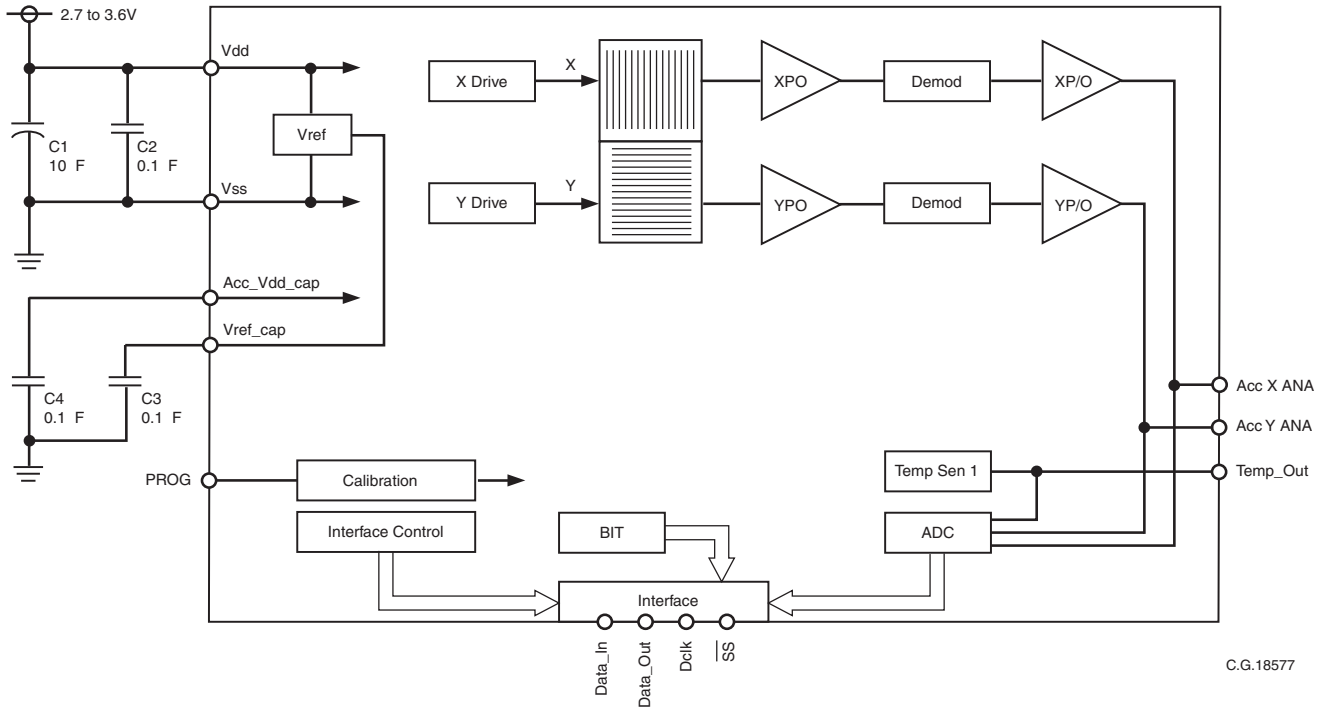 2.7 to 3.6V
Vdd
X Drive
X
XPO
Demod
XP/O
C1
10 F
C2
0.1 F
Vref
Vss
Y Drive
Y
YPO
Demod
YP/O
Acc_Vdd_cap
Vref_cap
C4
0.1 F
C3
0.1 F
Acc X ANA
Acc Y ANA
PROG
Calibration
Temp Sen 1
Temp_Out
Interface Control
BIT
ADC
Interface
Data_In
Data_Out
Dclk
SS
C.G.18577